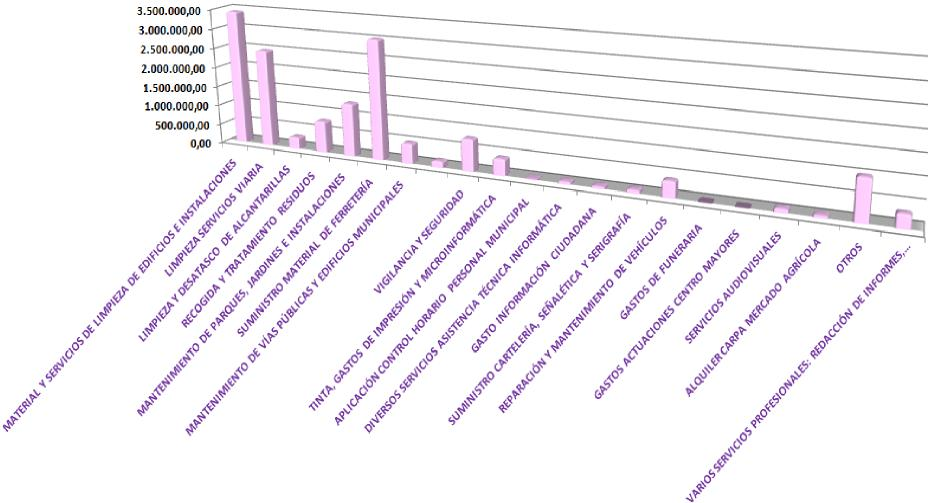 3.500.000,00
3.000.000,00
2.500.000,00
2.000.000,00
1.500.000,00
1.000.000,00
500.000,00
0,00
MATERIAL Y SERVICIOS DE LIMPIEZA DE EDIFICIOS E INSTALACIONES
LIMPIEZA SERVICIOS VIARIA
LIMPIEZA Y DESATASCO DE ALCANTARILLAS
RECOGIDA Y TRATAMIENTO RESIDUOS
MANTENIMIENTO DE PARQUES, JARDINES E INSTALACIONES
SUMINISTRO MATERIAL DE FERRETERÍA
MANTENIMIENTO DE VÍAS PÚBLICAS Y EDIFICIOS MUNICIPALES
VIGILANCIA Y SEGURIDAD
TINTA, GASTOS DE IMPRESIÓN Y MICROINFORMÁTICA
APLICACIÓN CONTROL HORARIO PERSONAL MUNICIPAL
DIVERSOS SERVICIOS ASISTENCIA TÉCNICA INFORMÁTICA
GASTO INFORMACIÓN CIUDADANA
SUMINISTRO CARTELERÍA, SEÑALÉTICA Y SERIGRAFÍA
REPARACIÓN Y MANTENIMIENTO DE VEHÍCULOS
GASTOS DE FUNERARIA
GASTOS ACTUACIONES CENTRO MAYORES
SERVICIOS AUDIOVISUALES
ALQUILER CARPA MERCADO AGRÍCOLA
OTROS
VARIOS SERVICIOS PROFESIONALES: REDACCIÓN DE INFORMES,...